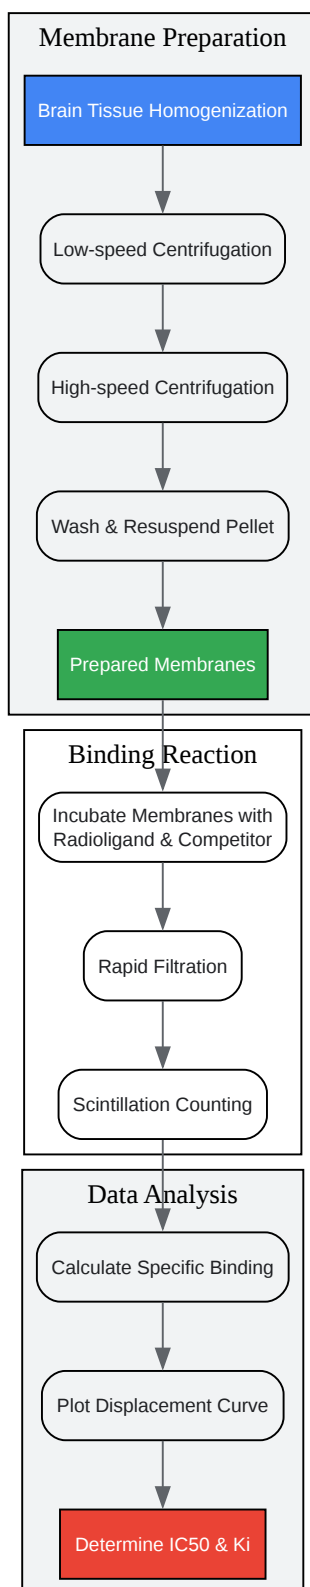 Membrane Preparation
Brain Tissue Homogenization
Low-speed Centrifugation
High-speed Centrifugation
Wash & Resuspend Pellet
Prepared Membranes
Binding Reaction
Incubate Membranes with
Radioligand & Competitor
Rapid Filtration
Scintillation Counting
Data Analysis
Calculate Specific Binding
Plot Displacement Curve
Determine IC50 & Ki